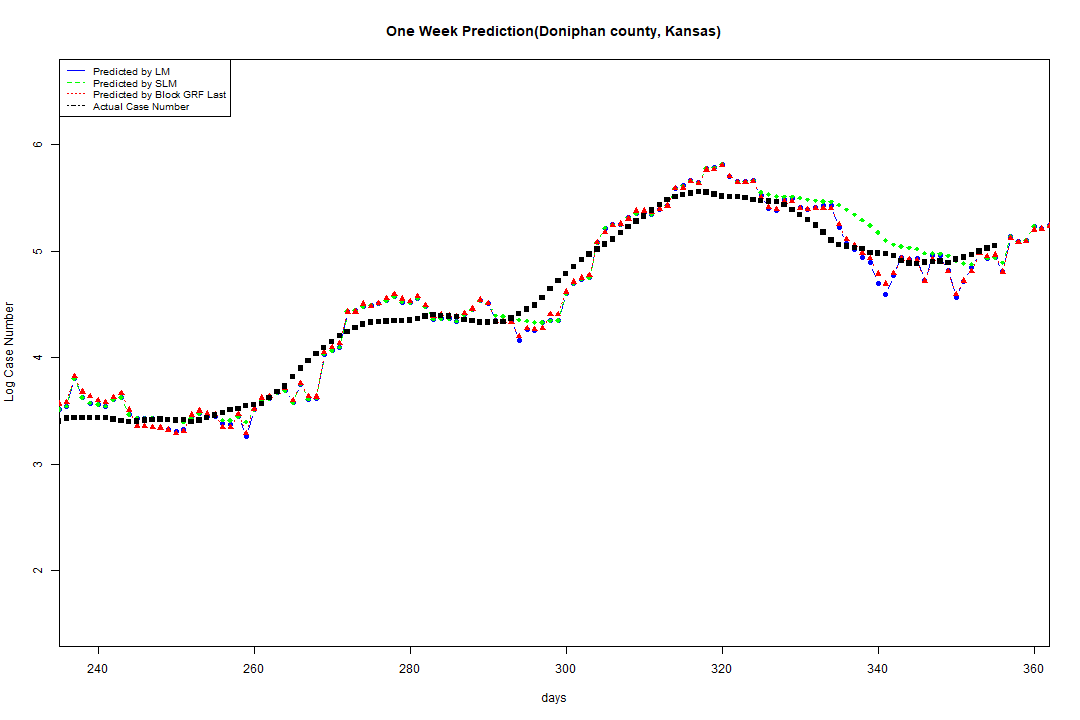 One Week Prediction(Doniphan county, Kansas)
Predicted by LM
Predicted by SLM
Predicted by Block GRF Last
Actual Case Number
6
5
4
3
2
Log Case Number
240 260 280 300 320 340 360
days